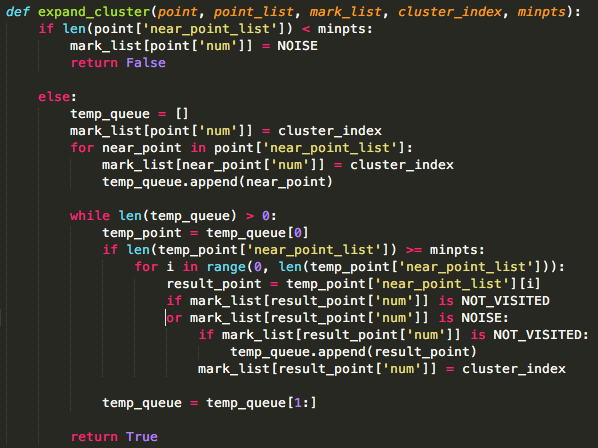 def expand_cluster(point, point_list, mark_list, cluster_index, minpts):
    if len(point['near_point_list']) < minpts:
        mark_list[point['num']] = NOISE
        return False

    else:
        temp_queue = []
        mark_list[point['num']] = cluster_index
        for near_point in point['near_point_list']:
            mark_list[near_point['num']] = cluster_index
            temp_queue.append(near_point)

        while len(temp_queue) > 0:
            temp_point = temp_queue[0]
            if len(temp_point['near_point_list']) >= minpts:
                for i in range(0, len(temp_point['near_point_list'])):
                    result_point = temp_point['near_point_list'][i]
                    if mark_list[result_point['num']] is NOT_VISITED
                    or mark_list[result_point['num']] is NOISE:
                        if mark_list[result_point['num']] is NOT_VISITED:
                            temp_queue.append(result_point)
                        mark_list[result_point['num']] = cluster_index

            temp_queue = temp_queue[1:]

        return True